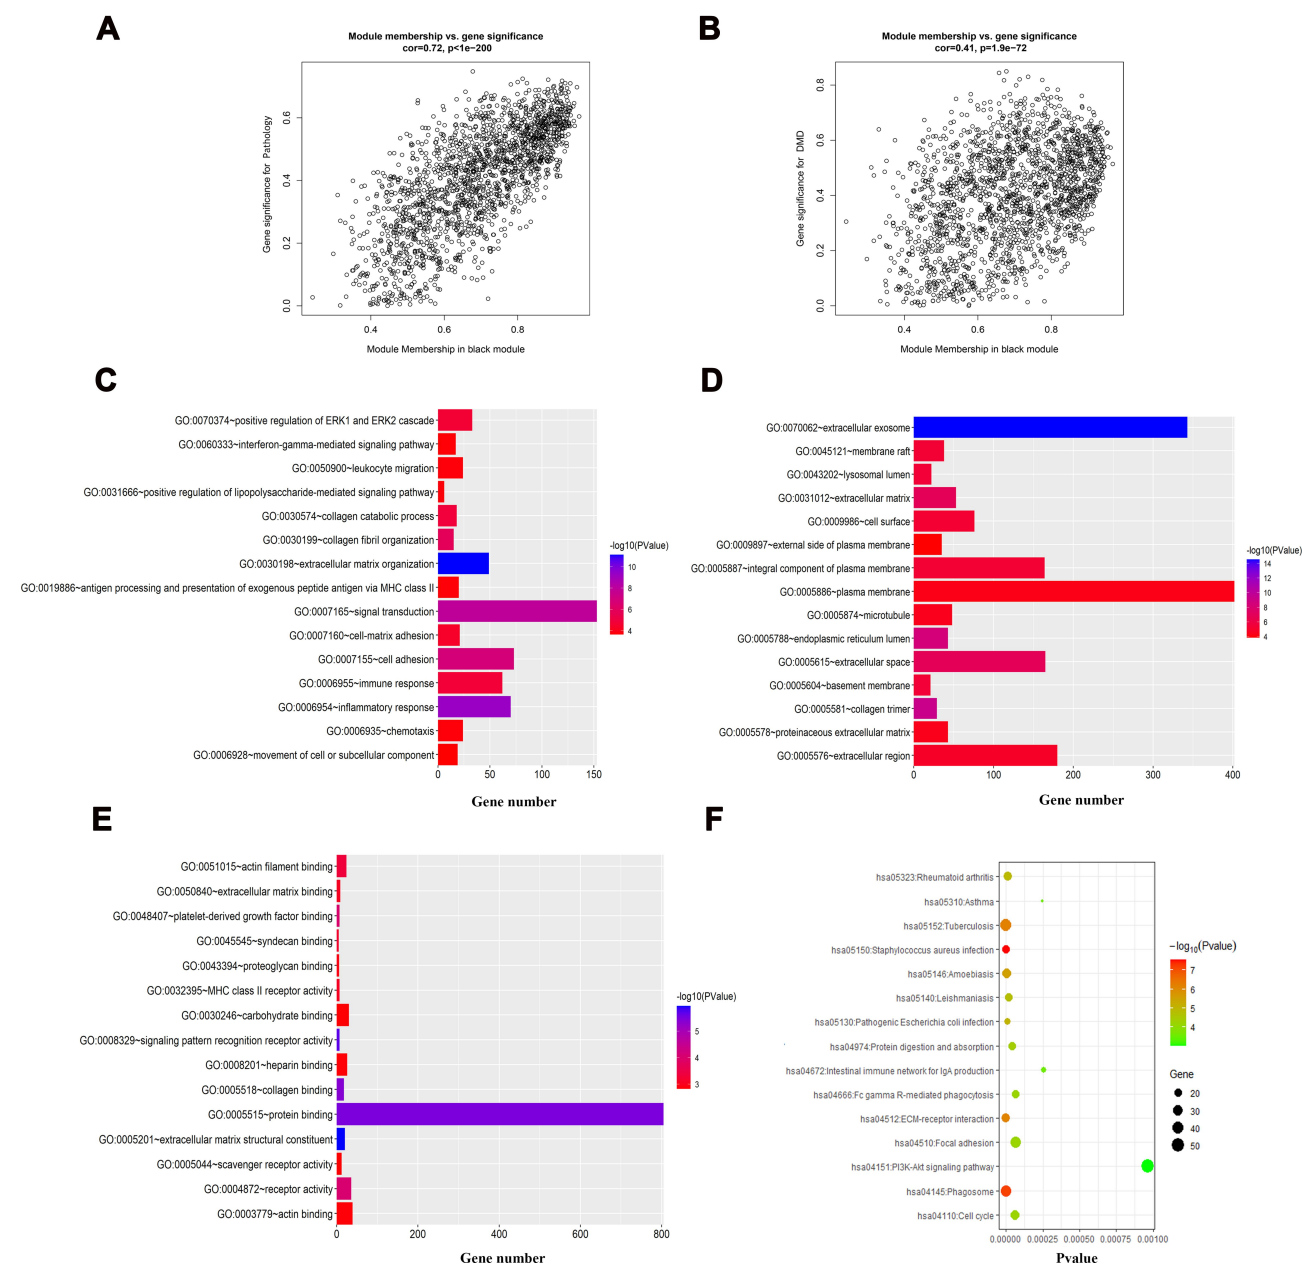 A
Module membership vs. gene significance
cor=0.72, p<1e−200
Gene significance for Pathology
0.0
0.2
0.4
0.6
0.4
0.6
0.8
Module Membership in black module
B
Module membership vs. gene significance
cor=0.41, p=1.9e−72
Gene significance for DMD
0.0
0.2
0.4
0.6
0.8
0.4
0.6
0.8
Module Membership in black module
C
GO:0070374~positive regulation of ERK1 and ERK2 cascade
GO:0060333~interferon-gamma-mediated signaling pathway
GO:0050900~leukocyte migration
GO:0031666~positive regulation of lipopolysaccharide-mediated signaling pathway
GO:0030574~collagen catabolic process
GO:0030199~collagen fibril organization
GO:0030198~extracellular matrix organization
GO:0019886~antigen processing and presentation of exogenous peptide antigen via MHC class II
GO:0007165~signal transduction
GO:0007160~cell-matrix adhesion
GO:0007155~cell adhesion
GO:0006955~immune response
GO:0006954~inflammatory response
GO:0006935~chemotaxis
GO:0006928~movement of cell or subcellular component
0
50
100
150
Gene number
-log10(PValue)
10
8
6
4
D
GO:0070062~extracellular exosome
GO:0045121~membrane raft
GO:0043202~lysosomal lumen
GO:0031012~extracellular matrix
GO:0009986~cell surface
GO:0009897~external side of plasma membrane
GO:0005887~integral component of plasma membrane
GO:0005886~plasma membrane
GO:0005874~microtubule
GO:0005788~endoplasmic reticulum lumen
GO:0005615~extracellular space
GO:0005604~basement membrane
GO:0005581~collagen trimer
GO:0005578~proteinaceous extracellular matrix
GO:0005576~extracellular region
0
100
200
300
400
Gene number
-log10(PValue)
14
12
10
8
6
4
E
GO:0051015~actin filament binding
GO:0050840~extracellular matrix binding
GO:0048407~platelet-derived growth factor binding
GO:0045545~syndecan binding
GO:0043394~proteoglycan binding
GO:0032395~MHC class II receptor activity
GO:0030246~carbohydrate binding
GO:0008329~signaling pattern recognition receptor activity
GO:0008201~heparin binding
GO:0005518~collagen binding
GO:0005515~protein binding
GO:0005201~extracellular matrix structural constituent
GO:0005044~scavenger receptor activity
GO:0004872~receptor activity
GO:0003779~actin binding
0
200
400
600
800
Gene number
-log10(PValue)
5
4
3
F
hsa05323:Rheumatoid arthritis
hsa05310:Asthma
hsa05152:Tuberculosis
hsa05150:Staphylococcus aureus infection
hsa05146:Amoebiasis
hsa05140:Leishmaniasis
hsa05130:Pathogenic Escherichia coli infection
hsa04974:Protein digestion and absorption
hsa04672:Intestinal immune network for IgA production
hsa04666:Fc gamma R-mediated phagocytosis
hsa04512:ECM-receptor interaction
hsa04510:Focal adhesion
hsa04151:PI3K-Akt signaling pathway
hsa04145:Phagosome
hsa04110:Cell cycle
0.00000
0.00025
0.00050
0.00075
0.00100
Pvalue
−log10(Pvalue)
7
6
5
4
Gene
20
30
40
50